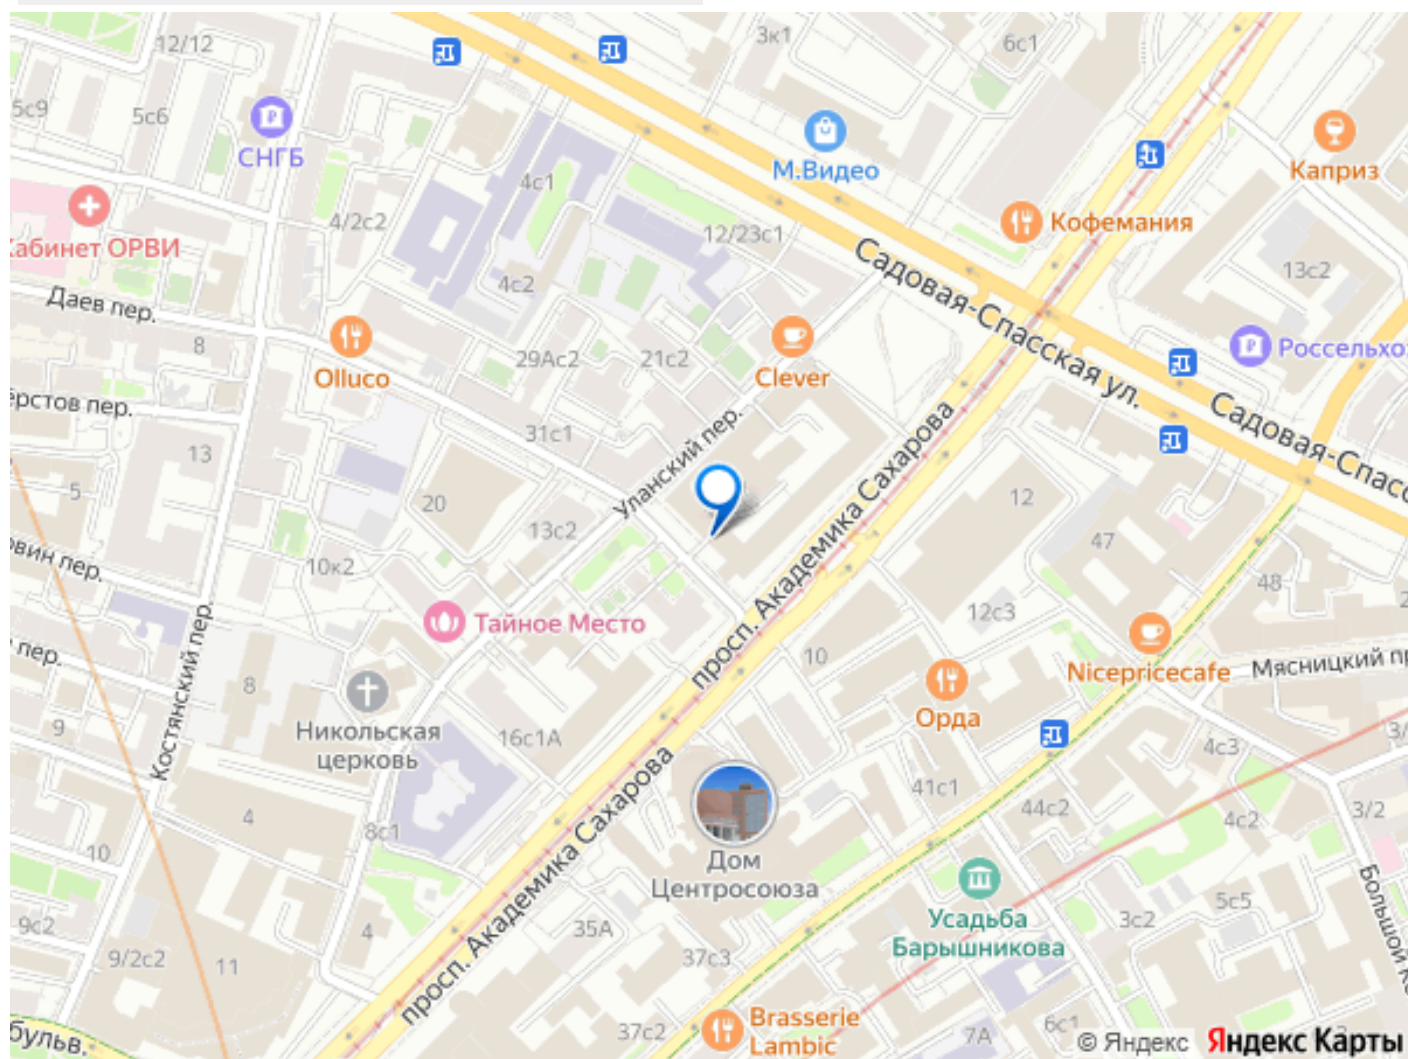 12/12
3к1
6с1
5с9
5с6
СНГБ
М.Видео
Каприз
4с1
4/2с2
12/23с1
Кофемания
Кабинет ОРВИ
Садовая-Спасская ул.
13с2
4с2
Даев пер.
8
Olluco
29Ас2
21с2
Clever
Россельхоз
ерстов пер.
Садовая-Спасс
31с1
Уланский пер.
просп. Академика Сахарова
13
5
20
13с2
12
47
48
овин пер.
10к2
Тайное Место
12с3
Nicepricecafe
Мясницкий пр
пер.
Костянский пер.
8
10
Орда
9
Никольская
церковь
16с1А
4с3
3/
41с1
44с2
3/2
4
8с1
просп. Академика Сахарова
Дом
Центросоюза
4с2
10
Усадьба
Барышникова
5с5
3с2
Большой К
9с2
4
35А
9/2с2
11
37с3
бульв.
37с2
Brasserie
Lambic
7А
6с1
© Яндекс Яндекс Карты